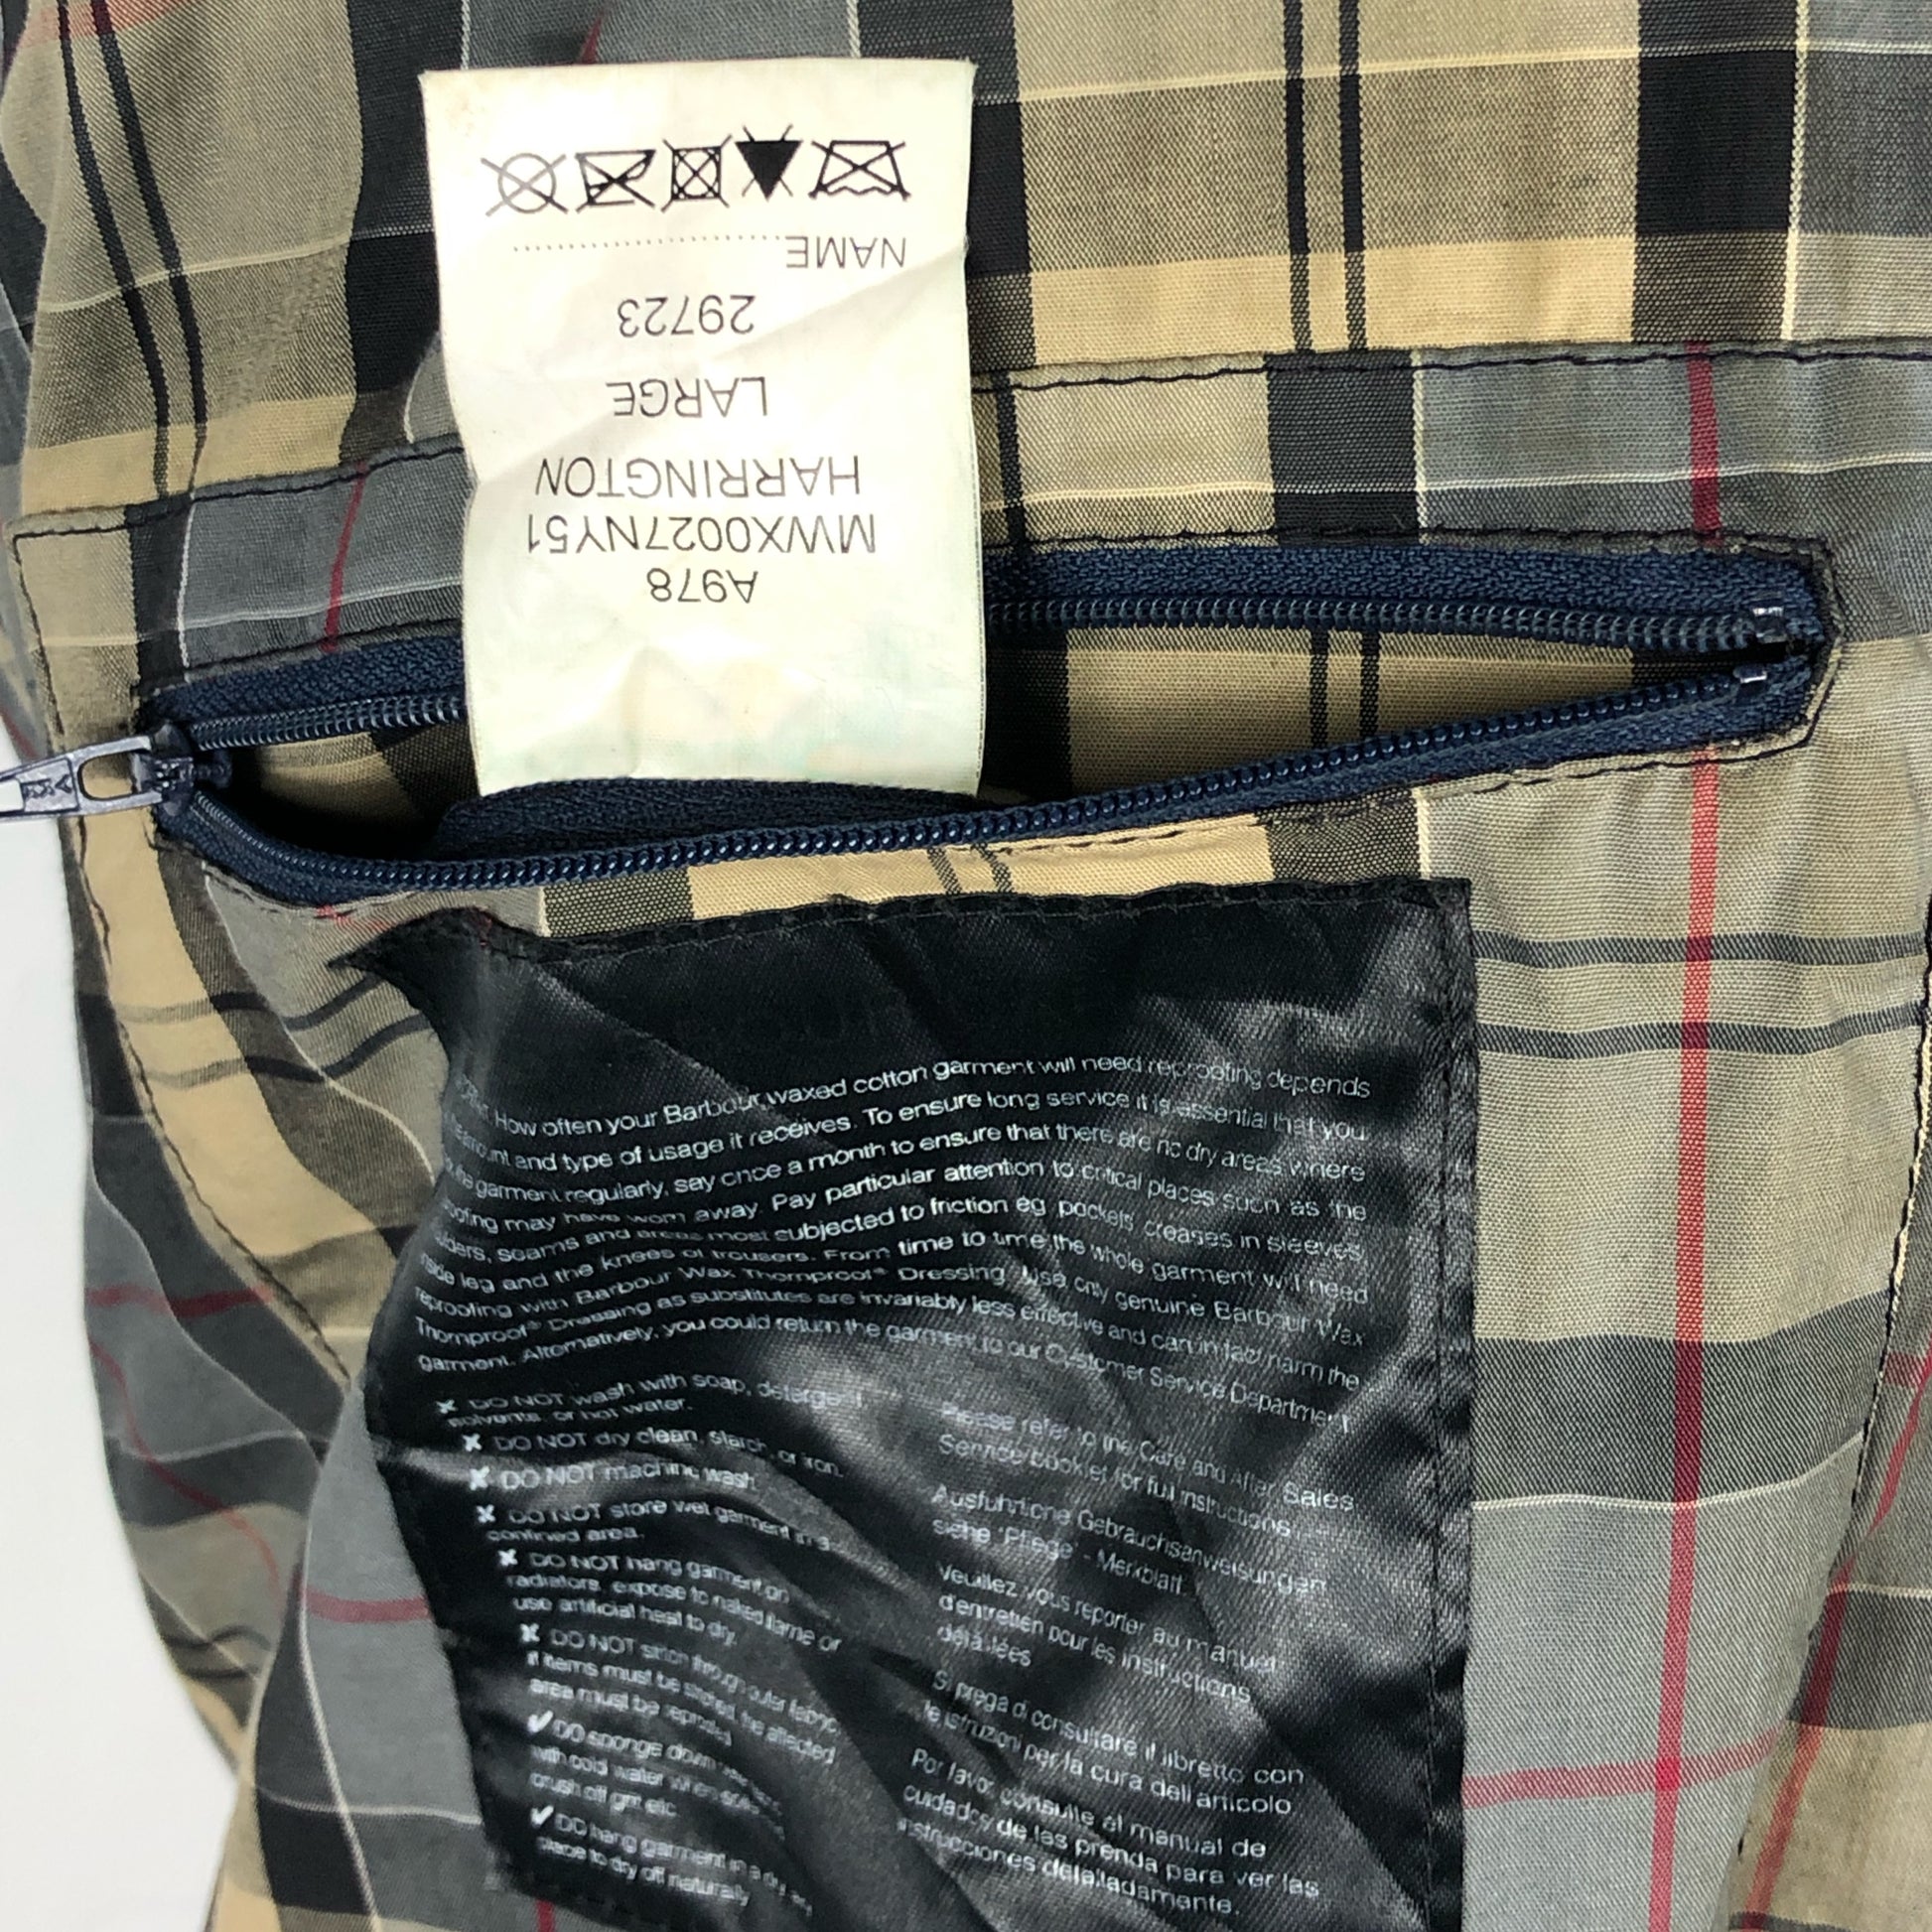 A978
MWX0027NY51
HARRINGTON
LARGE
29723
NAME
How often your Barbour waxed cotton garment will need reproofing depends
and type of usage it receives. To ensure long service it is essential that you
garment regularly, say once a month to ensure that there are no dry areas where
may have worn away. Pay particular attention to critical places such as the
seams and areas most subjected to friction eg pockets, creases in sleeves,
leg and the knees of trousers. From time to time the whole garment will need
reproofing with Barbour Wax Thornproof® Dressing. Use only genuine Barbour Wax
Thornproof® Dressing as substitutes are invariably less effective and can in fact harm the
garment. Alternatively, you could return the garment to our Customer Service Department
✘ DO NOT wash with soap, detergent
solvents, or hot water.
✘ DO NOT dry clean, starch, or iron.
✘ DO NOT machine wash.
✘ DO NOT store wet garment in a
confined area.
✘ DO NOT hang garment on
radiators, expose to naked flame or
use artificial heat to dry.
✘ DO NOT stitch through outer fabric
if items must be stitched the affected
area must be reproofed
✔ DO sponge down
with cold water
brush off grit etc.
✔ DO hang garment in a dry airy
place to dry off naturally
Please refer to the Care and After Sales
Service booklet for full instructions
Ausführliche Gebrauchsanweisungen
siehe 'Pflege' - Merkblatt
Veuillez vous reporter au manuel
d'entretien pour les instructions
Si prega di consultare il libretto con
le istruzioni per la cura dell'articolo
Por favor consulte al manual de
cuidados de las prenda para ver las
instrucciones detalladamente.